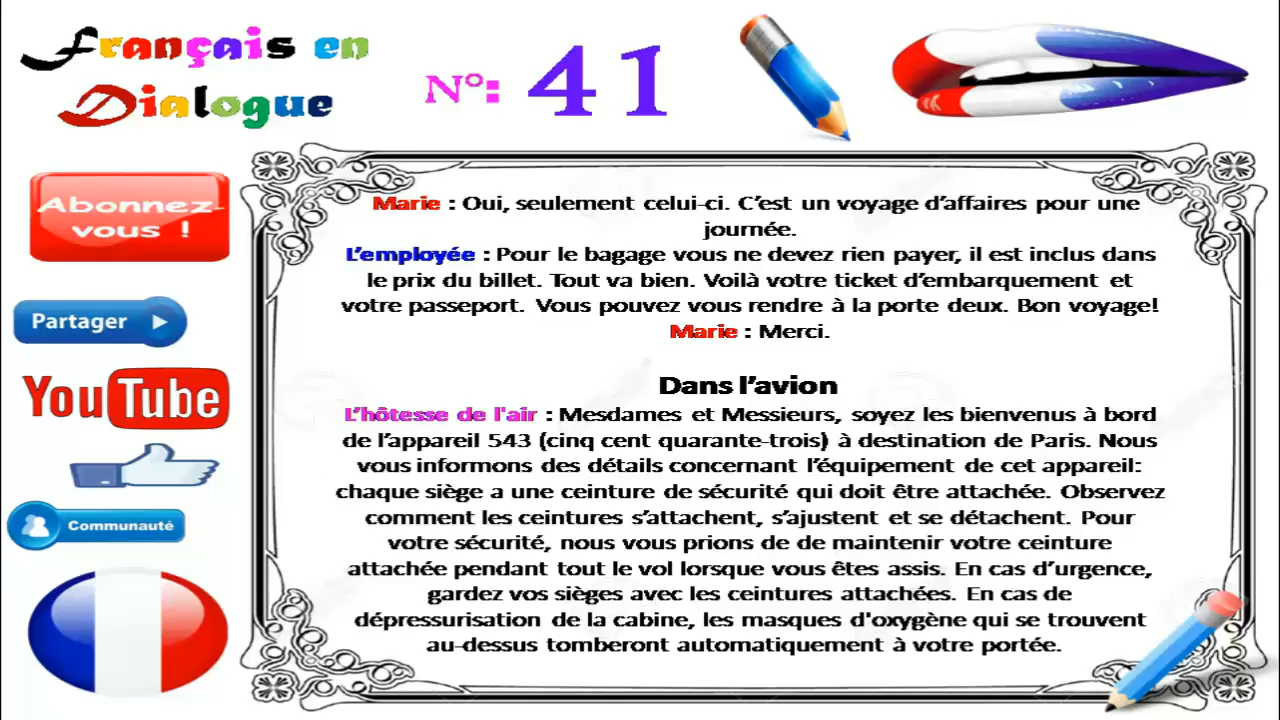 Français en
Dialogue
N°: 41
Abonnez-
vous !
Partager
YouTube
Communauté
Marie : Oui, seulement celui-ci. C’est un voyage d’affaires pour une
journée.
L’employée : Pour le bagage vous ne devez rien payer, il est inclus dans
le prix du billet. Tout va bien. Voilà votre ticket d’embarquement et
votre passeport. Vous pouvez vous rendre à la porte deux. Bon voyage!
Marie : Merci.
Dans l’avion
L’hôtesse de l'air : Mesdames et Messieurs, soyez les bienvenus à bord
de l’appareil 543 (cinq cent quarante-trois) à destination de Paris. Nous
vous informons des détails concernant l’équipement de cet appareil:
chaque siège a une ceinture de sécurité qui doit être attachée. Observez
comment les ceintures s’attachent, s’ajustent et se détachent. Pour
votre sécurité, nous vous prions de de maintenir votre ceinture
attachée pendant tout le vol lorsque vous êtes assis. En cas d’urgence,
gardez vos sièges avec les ceintures attachées. En cas de
dépressurisation de la cabine, les masques d'oxygène qui se trouvent
au-dessus tomberont automatiquement à votre portée.